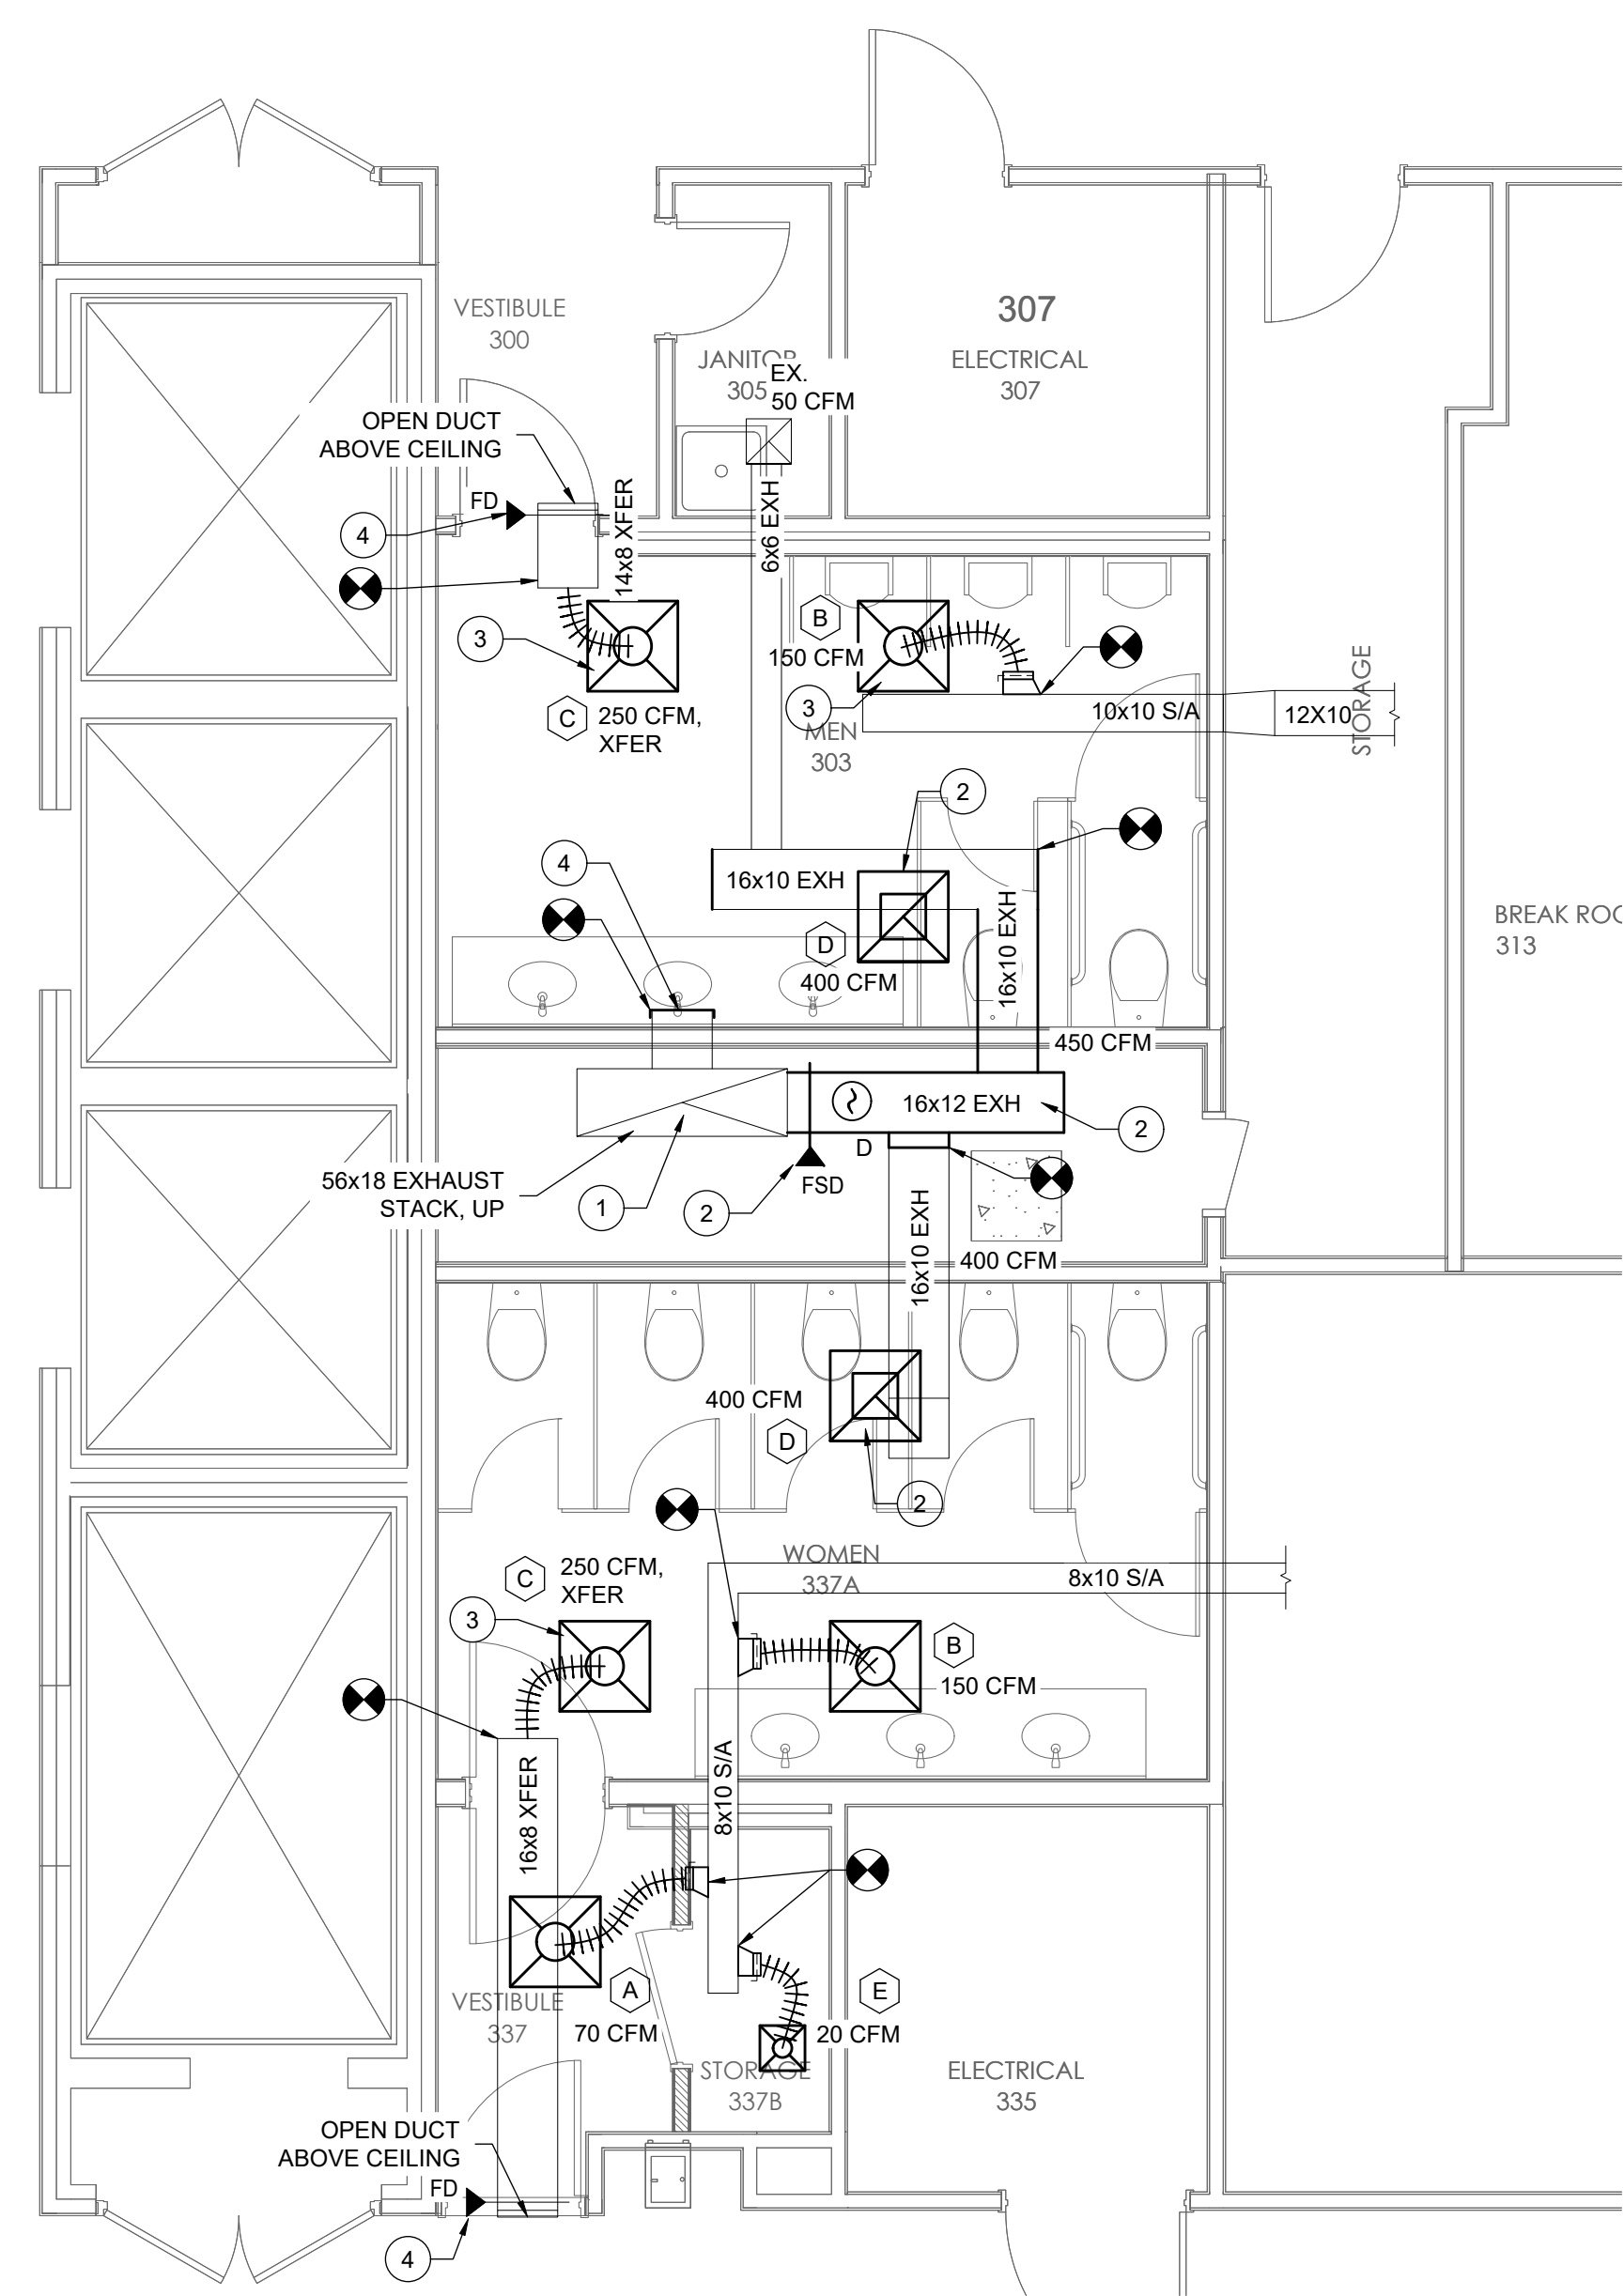 VESTIBULE
300
307
ELECTRICAL
307
JANITOR
305
EX.
50 CFM
OPEN DUCT
ABOVE CEILING
FD
4
14x8 XFER
6x6 EXH
3
B
150 CFM
3
C
250 CFM,
XFER
MEN
303
10x10 S/A
12X10
STORAGE
2
4
16x10 EXH
16x10 EXH
D
400 CFM
BREAK ROO
313
450 CFM
16x12 EXH
2
D
56x18 EXHAUST
STACK, UP
1
2
FSD
16x10 EXH
400 CFM
400 CFM
D
2
WOMEN
337A
8x10 S/A
C
250 CFM,
XFER
3
B
150 CFM
16x8 XFER
8x10 S/A
VESTIBULE
337
A
70 CFM
E
20 CFM
STORAGE
337B
ELECTRICAL
335
OPEN DUCT
ABOVE CEILING
FD
4